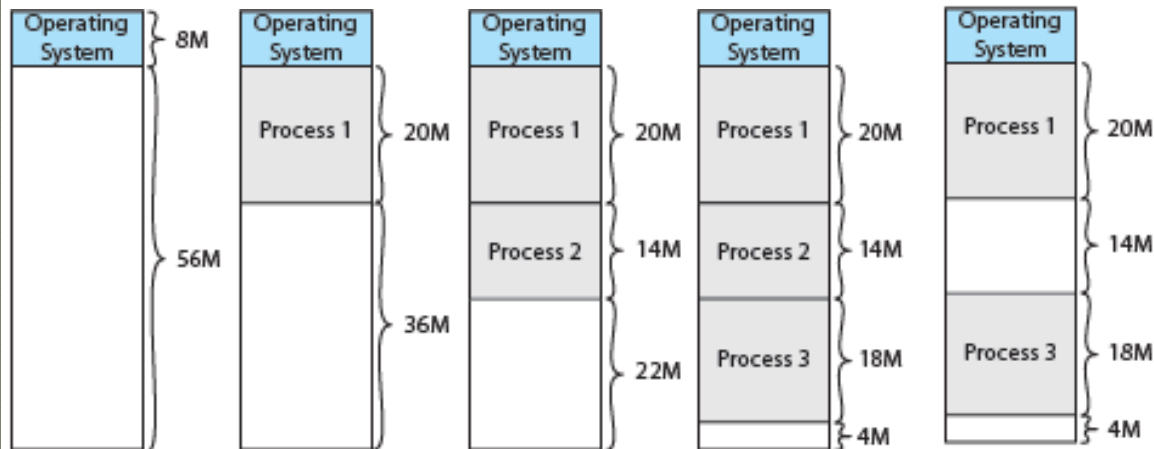 Operating
System
8M
56M
Operating
System
Process 1
20M
36M
Operating
System
Process 1
20M
Process 2
14M
22M
Operating
System
Process 1
20M
Process 2
14M
Process 3
18M
4M
Operating
System
Process 1
20M
14M
Process 3
18M
4M